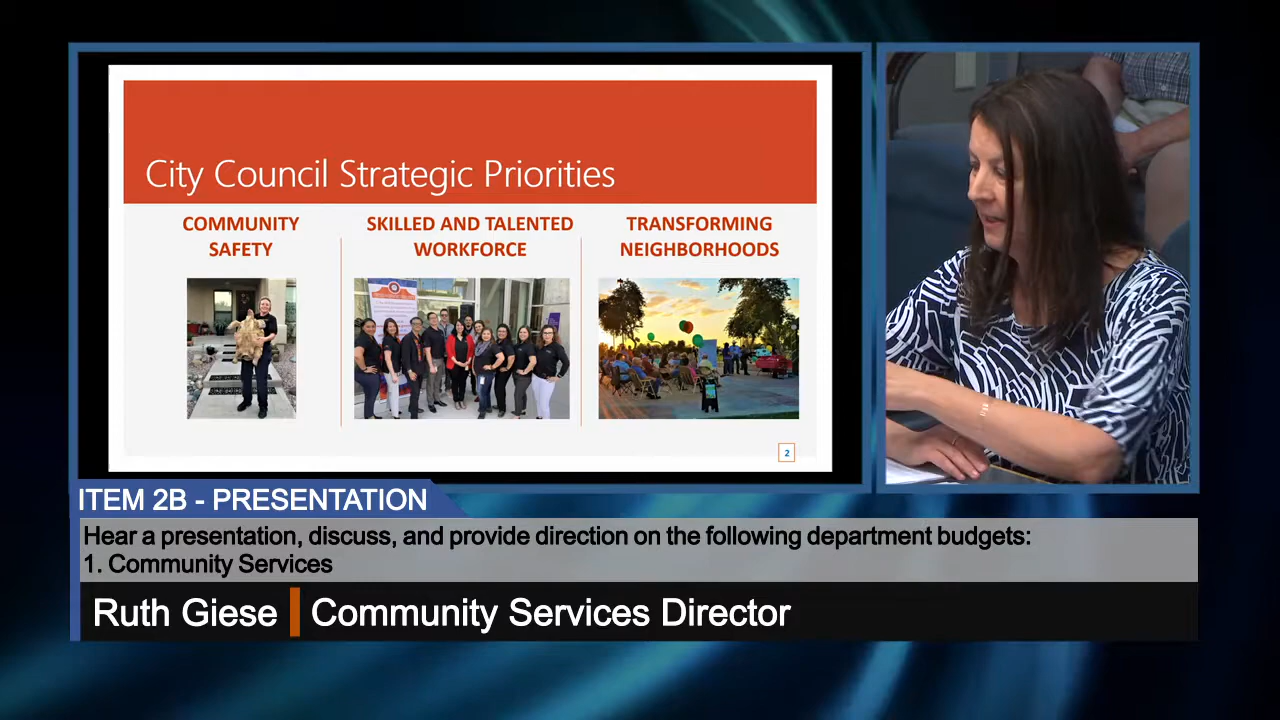 City Council Strategic Priorities
COMMUNITY
SAFETY
SKILLED AND TALENTED
WORKFORCE
TRANSFORMING
NEIGHBORHOODS
2
ITEM 2B - PRESENTATION
Hear a presentation, discuss, and provide direction on the following department budgets:
1. Community Services
Ruth Giese
Community Services Director